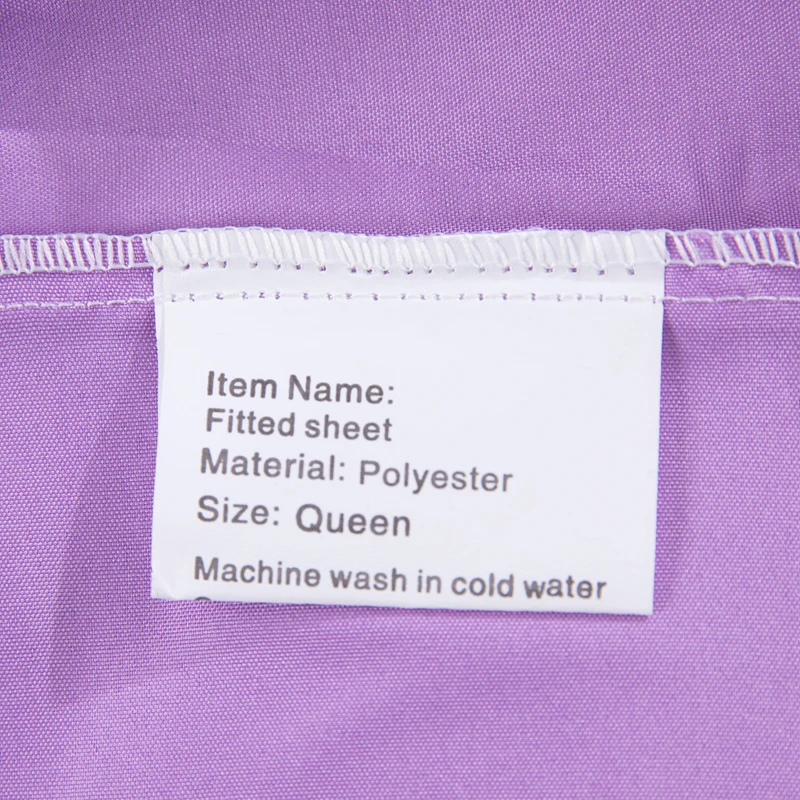 Item Name:
Fitted sheet
Material: Polyester
Size: Queen
Machine wash in cold water